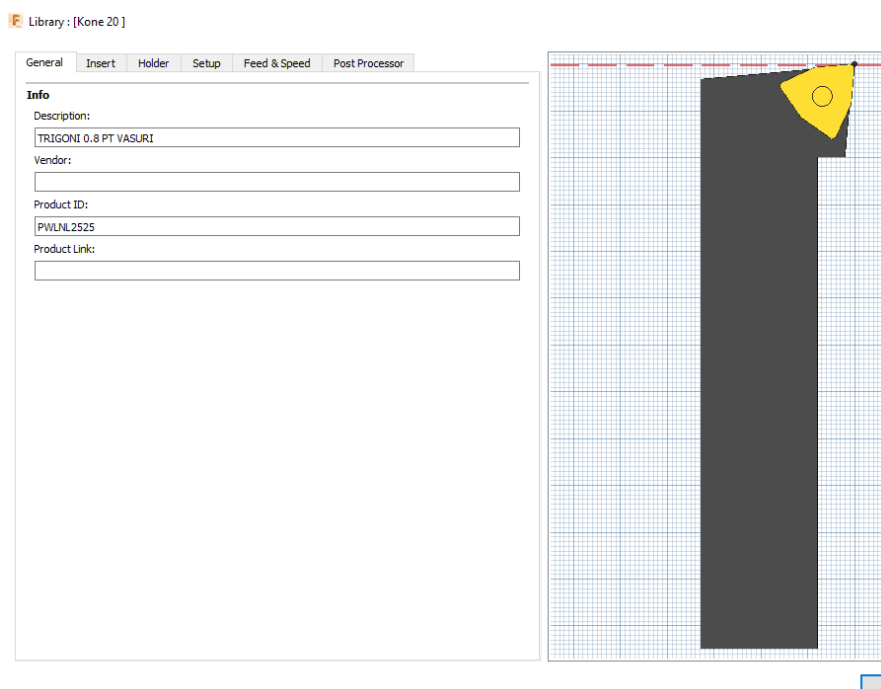 Library : [Kone 20 ]
General Insert Holder Setup Feed & Speed Post Processor
Info
Description:
TRIGONI 0.8 PT VASURI
Vendor:
Product ID:
PWLNL2525
Product Link: